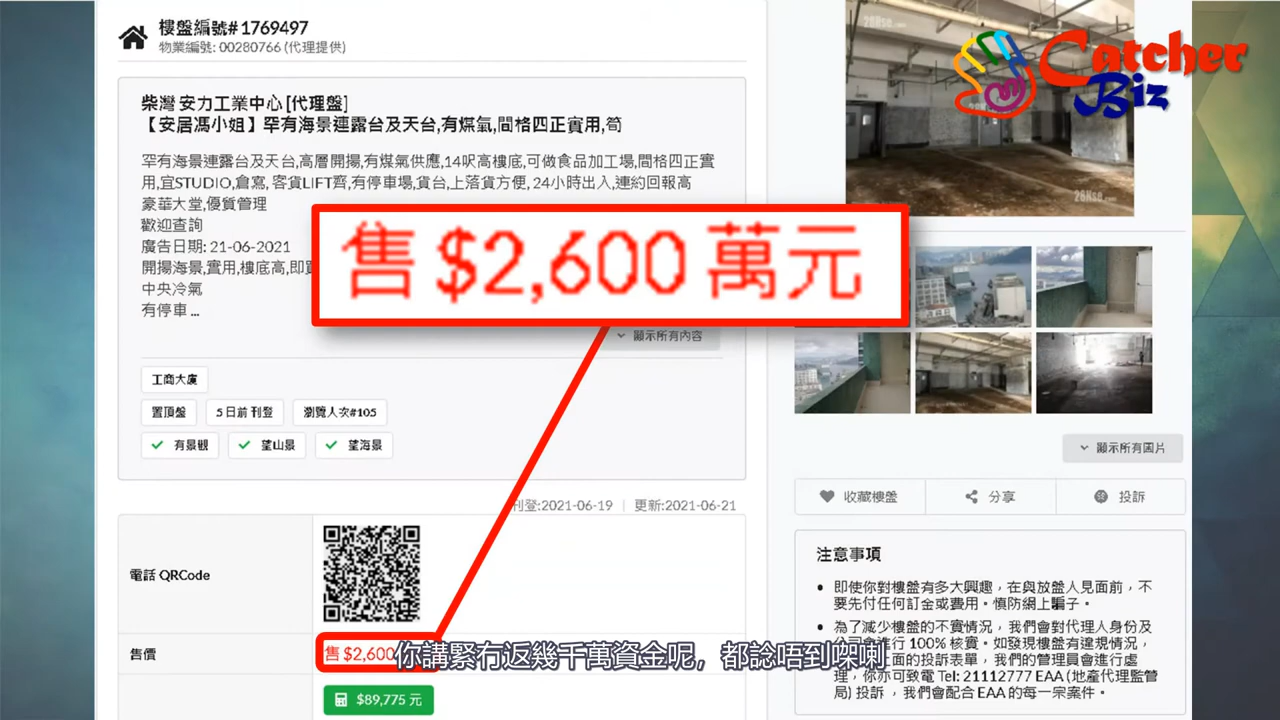 樓盤編號# 1769497
物業編號: 00280766 (代理提供)
柴灣 安力工業中心 [代理盤]
【安居馮小姐】罕有海景連露台及天台,有煤氣,間格四正實用,筍
罕有海景連露台及天台,高層開揚,有煤氣供應,14呎高樓底,可做食品加工場,間格四正實
用,宜STUDIO,倉寫, 客貨LIFT齊,有停車場,貨台,上落貨方便, 24小時出入,連約回報高
豪華大堂,優質管理
歡迎查詢
廣告日期: 21-06-2021
開揚海景,實用,樓底高,即
中央冷氣
有停車 ...
售 $2,600 萬元
顯示所有內容
工商大廈
置頂盤
5 日前 刊登
瀏覽人次#105
有景觀
望山景
望海景
刊登:2021-06-19 | 更新:2021-06-21
電話 QRCode
售價
售 $2,600
$89,775 元
你講緊冇返幾千萬資金呢，都諗唔到㗎喇
Catcher
Biz
28Hse.com
28Hse.com
顯示所有圖片
收藏樓盤
分享
投訴
注意事項
即使你對樓盤有多大興趣，在與放盤人見面前，不
要先付任何訂金或費用。慎防網上騙子。
為了減少樓盤的不實情況，我們會對代理人身份及
行 100% 核實。如發現樓盤有違規情況，
面的投訴表單，我們的管理員會進行處
理，你亦可致電 Tel: 21112777 EAA (地產代理監管
局) 投訴 ，我們會配合 EAA 的每一宗案件。